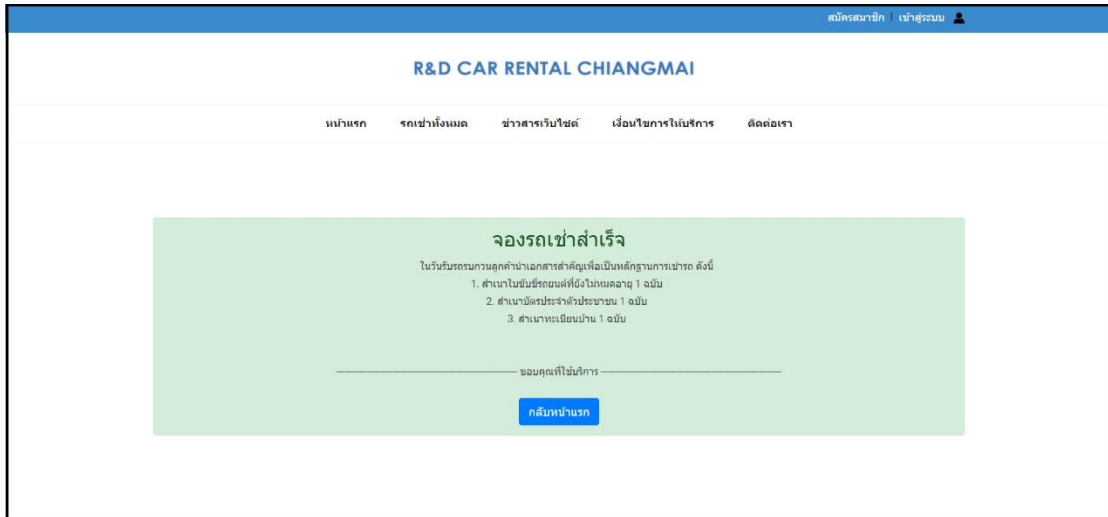 สมัครสมาชิก | เข้าสู่ระบบ
R&D CAR RENTAL CHIANGMAI
หน้าแรก รถเช่าทั้งหมด ข่าวสารเว็บไซต์ เงื่อนไขการให้บริการ ติดต่อเรา
จองรถเช่าสำเร็จ
ในวันรับรถรบกวนลูกค้านำเอกสารสำคัญเพื่อเป็นหลักฐานการเช่ารถ ดังนี้
1. สำเนาใบขับขี่รถยนต์ที่ยังไม่หมดอายุ 1 ฉบับ
2. สำเนาบัตรประจำตัวประชาชน 1 ฉบับ
3. สำเนาทะเบียนบ้าน 1 ฉบับ
ขอบคุณที่ใช้บริการ
กลับหน้าแรก